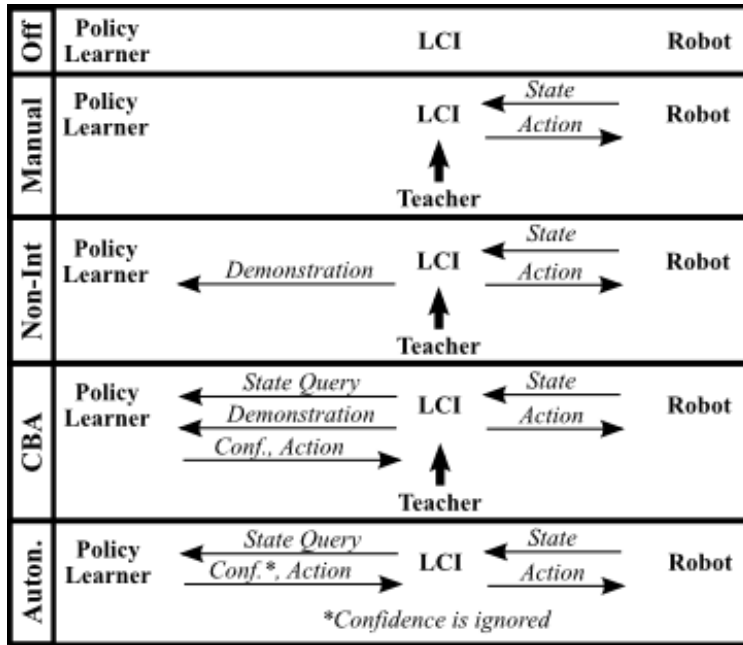 Off
Policy
Learner
LCI
Robot
Manual
Policy
Learner
LCI
State
Action
Robot
Teacher
Non-Int
Policy
Learner
Demonstration
LCI
State
Action
Robot
Teacher
CBA
Policy
Learner
State Query
Demonstration
Conf., Action
LCI
State
Action
Robot
Teacher
Auton.
Policy
Learner
State Query
Conf.*, Action
LCI
State
Action
Robot
*Confidence is ignored